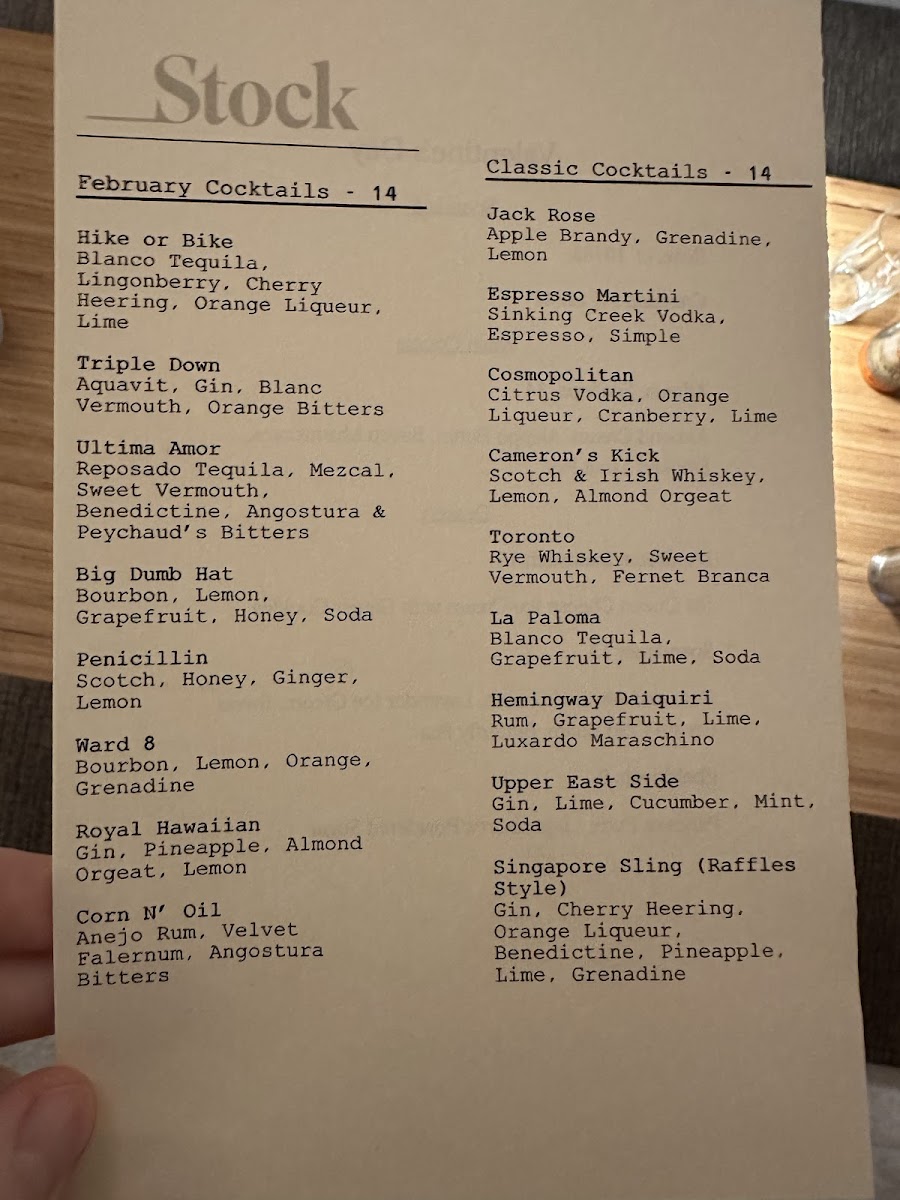 Stock
February Cocktails - 14
Hike or Bike
Blanco Tequila,
Lingonberry, Cherry
Heering, Orange Liqueur,
Lime
Triple Down
Aquavit, Gin, Blanc
Vermouth, Orange Bitters
Ultima Amor
Reposado Tequila, Mezcal,
Sweet Vermouth,
Benedictine, Angostura &
Peychaud's Bitters
Big Dumb Hat
Bourbon, Lemon,
Grapefruit, Honey, Soda
Penicillin
Scotch, Honey, Ginger,
Lemon
Ward 8
Bourbon, Lemon, Orange,
Grenadine
Royal Hawaiian
Gin, Pineapple, Almond
Orgeat, Lemon
Corn N' Oil
Anejo Rum, Velvet
Falernum, Angostura
Bitters
Classic Cocktails - 14
Jack Rose
Apple Brandy, Grenadine,
Lemon
Espresso Martini
Sinking Creek Vodka,
Espresso, Simple
Cosmopolitan
Citrus Vodka, Orange
Liqueur, Cranberry, Lime
Cameron's Kick
Scotch & Irish Whiskey,
Lemon, Almond Orgeat
Toronto
Rye Whiskey, Sweet
Vermouth, Fernet Branca
La Paloma
Blanco Tequila,
Grapefruit, Lime, Soda
Hemingway Daiquiri
Rum, Grapefruit, Lime,
Luxardo Maraschino
Upper East Side
Gin, Lime, Cucumber, Mint,
Soda
Singapore Sling (Raffles
Style)
Gin, Cherry Heering,
Orange Liqueur,
Benedictine, Pineapple,
Lime, Grenadine